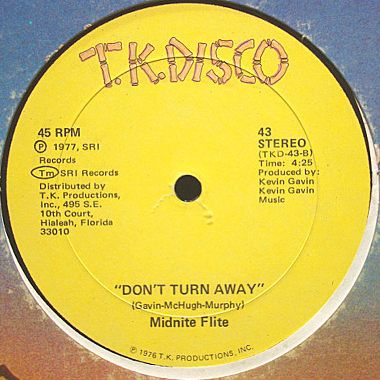 T.K.DISCO
45 RPM
Ⓟ 1977, SRI
Records
Tm SRI Records
Distributed by
T.K. Productions,
Inc., 495 S.E.
10th Court,
Hialeah, Florida
33010
43
STEREO
(TKD-43-B)
Time: 4:25
Produced by:
Kevin Gavin
Kevin Gavin
Music
"DON'T TURN AWAY"
(Gavin-McHugh-Murphy)
Midnite Flite
Ⓟ 1976 T.K. PRODUCTIONS, INC.